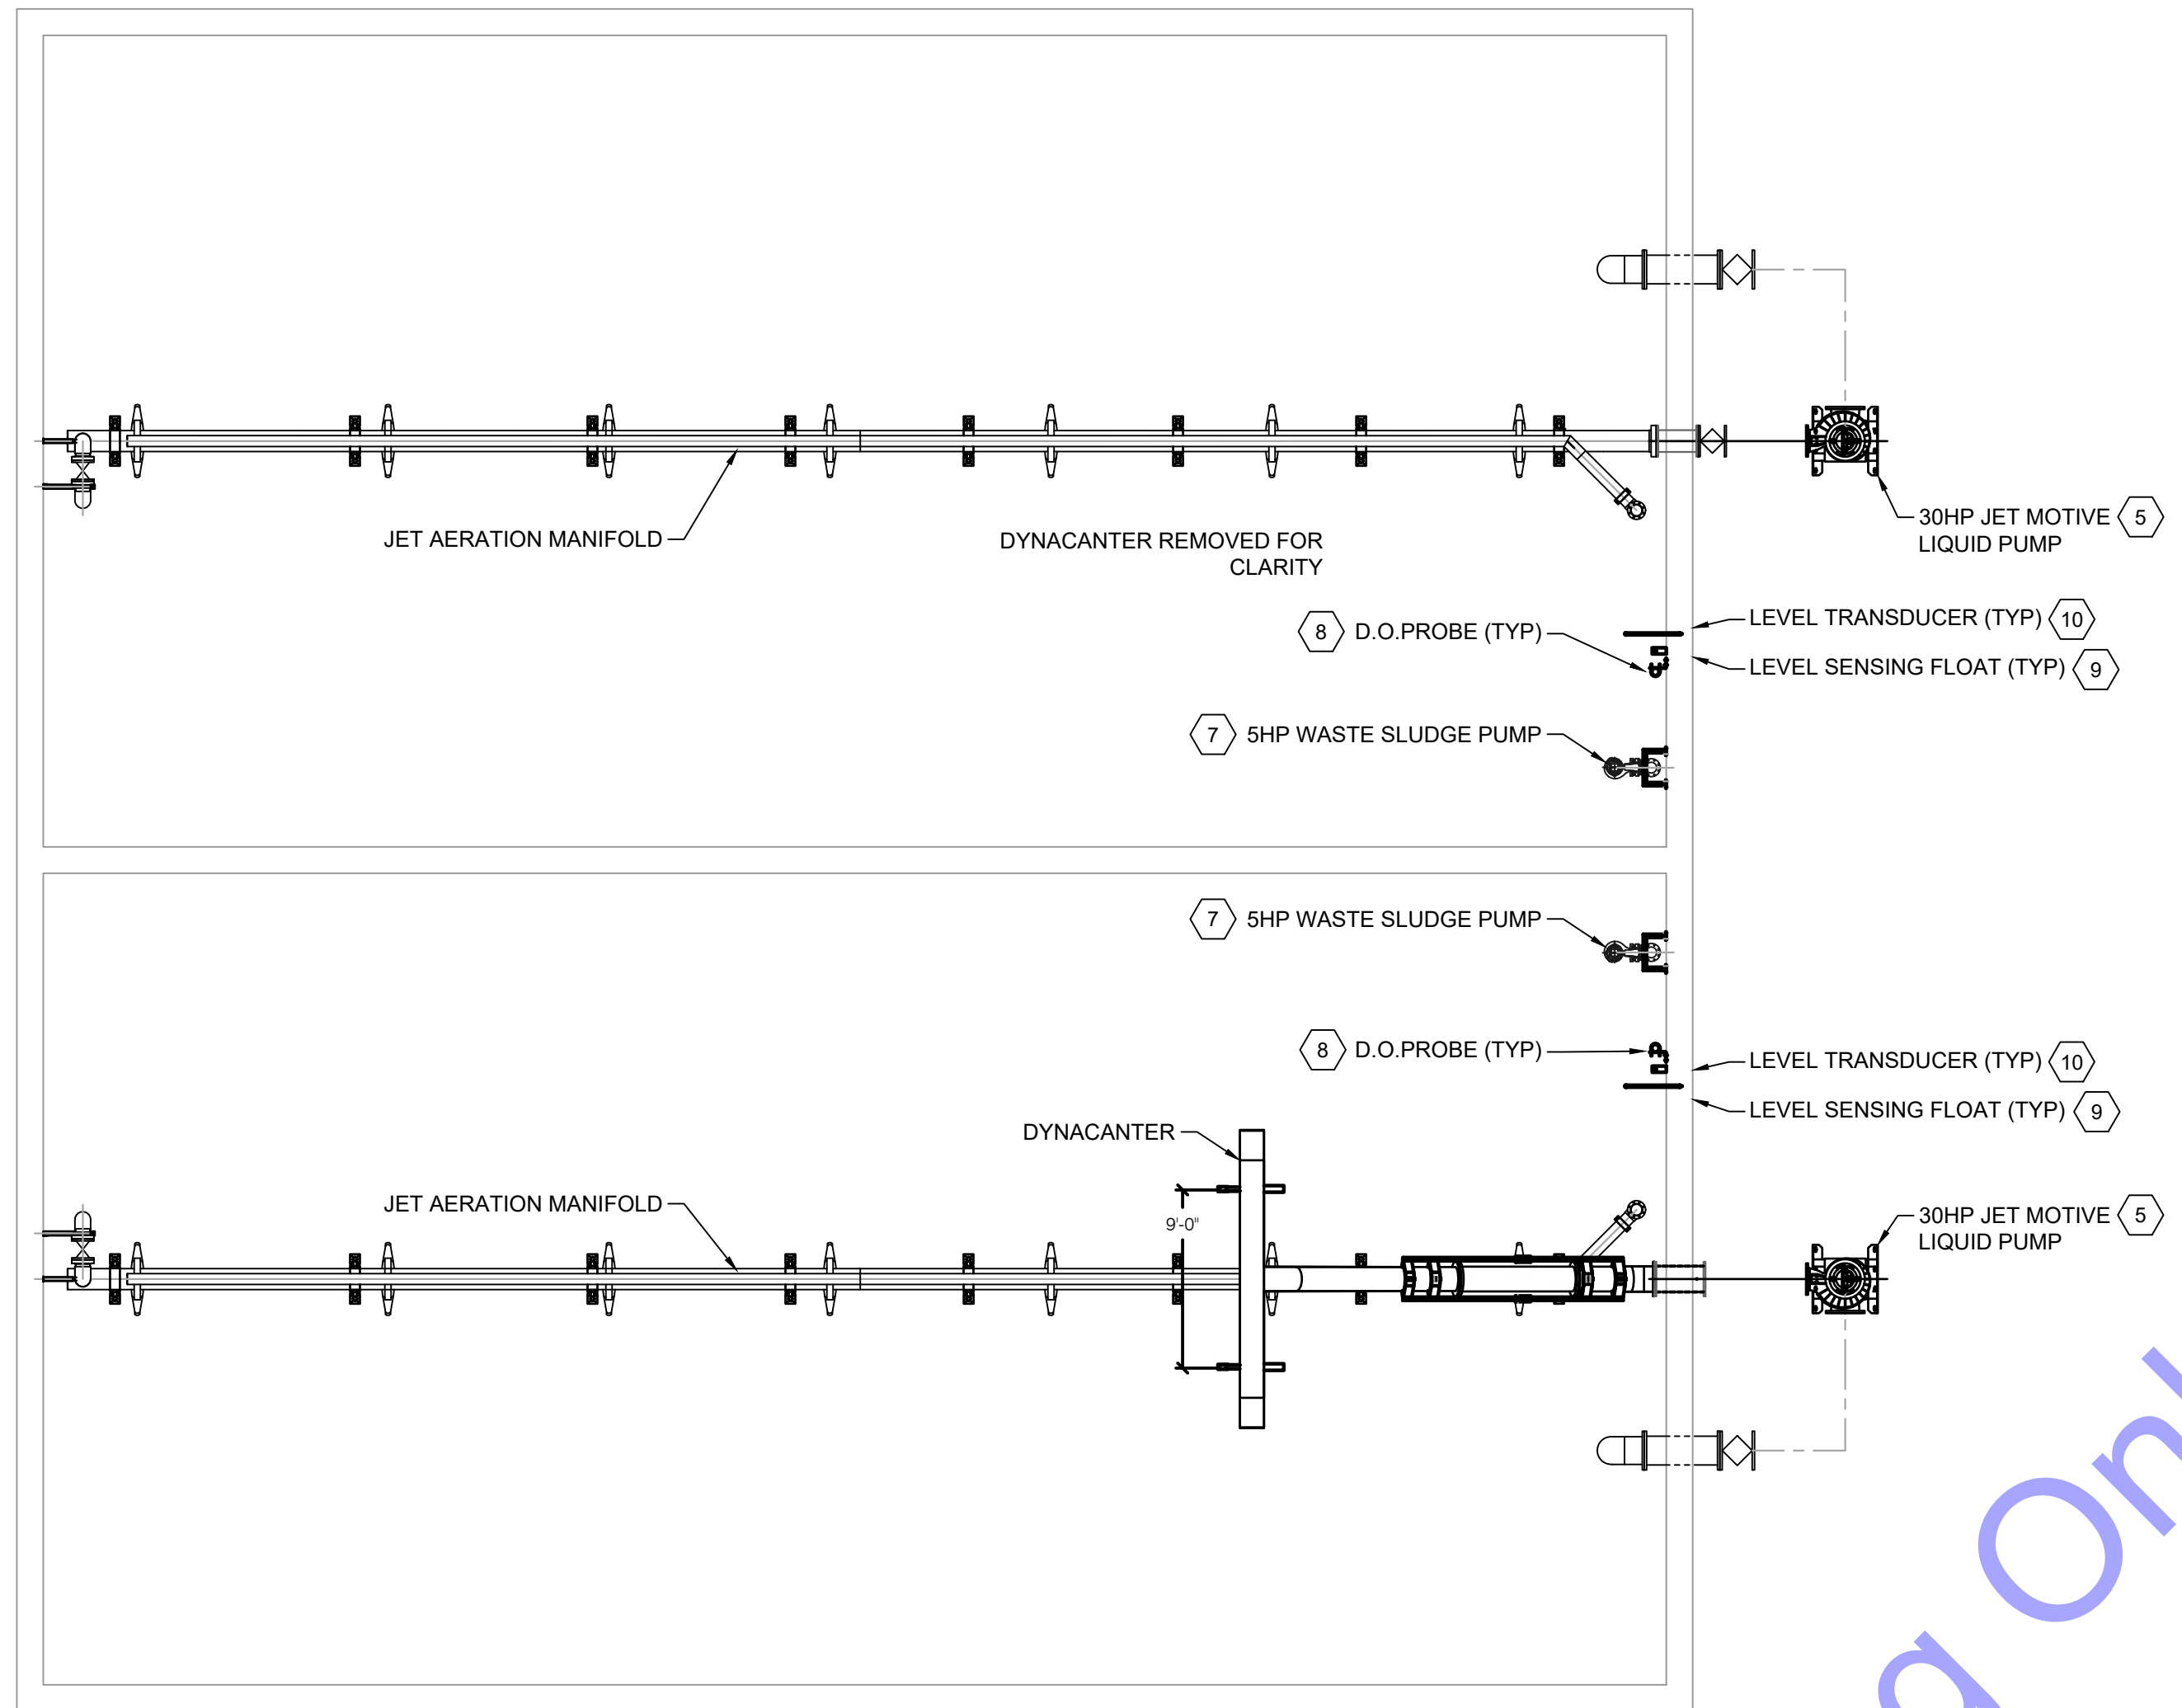 JET AERATION MANIFOLD
DYNACANTER REMOVED FOR
CLARITY
30HP JET MOTIVE 5
LIQUID PUMP
8 D.O.PROBE (TYP)
LEVEL TRANSDUCER (TYP) 10
LEVEL SENSING FLOAT (TYP) 9
7 5HP WASTE SLUDGE PUMP
7 5HP WASTE SLUDGE PUMP
8 D.O.PROBE (TYP)
LEVEL TRANSDUCER (TYP) 10
LEVEL SENSING FLOAT (TYP) 9
DYNACANTER
JET AERATION MANIFOLD
9'-0"
30HP JET MOTIVE 5
LIQUID PUMP